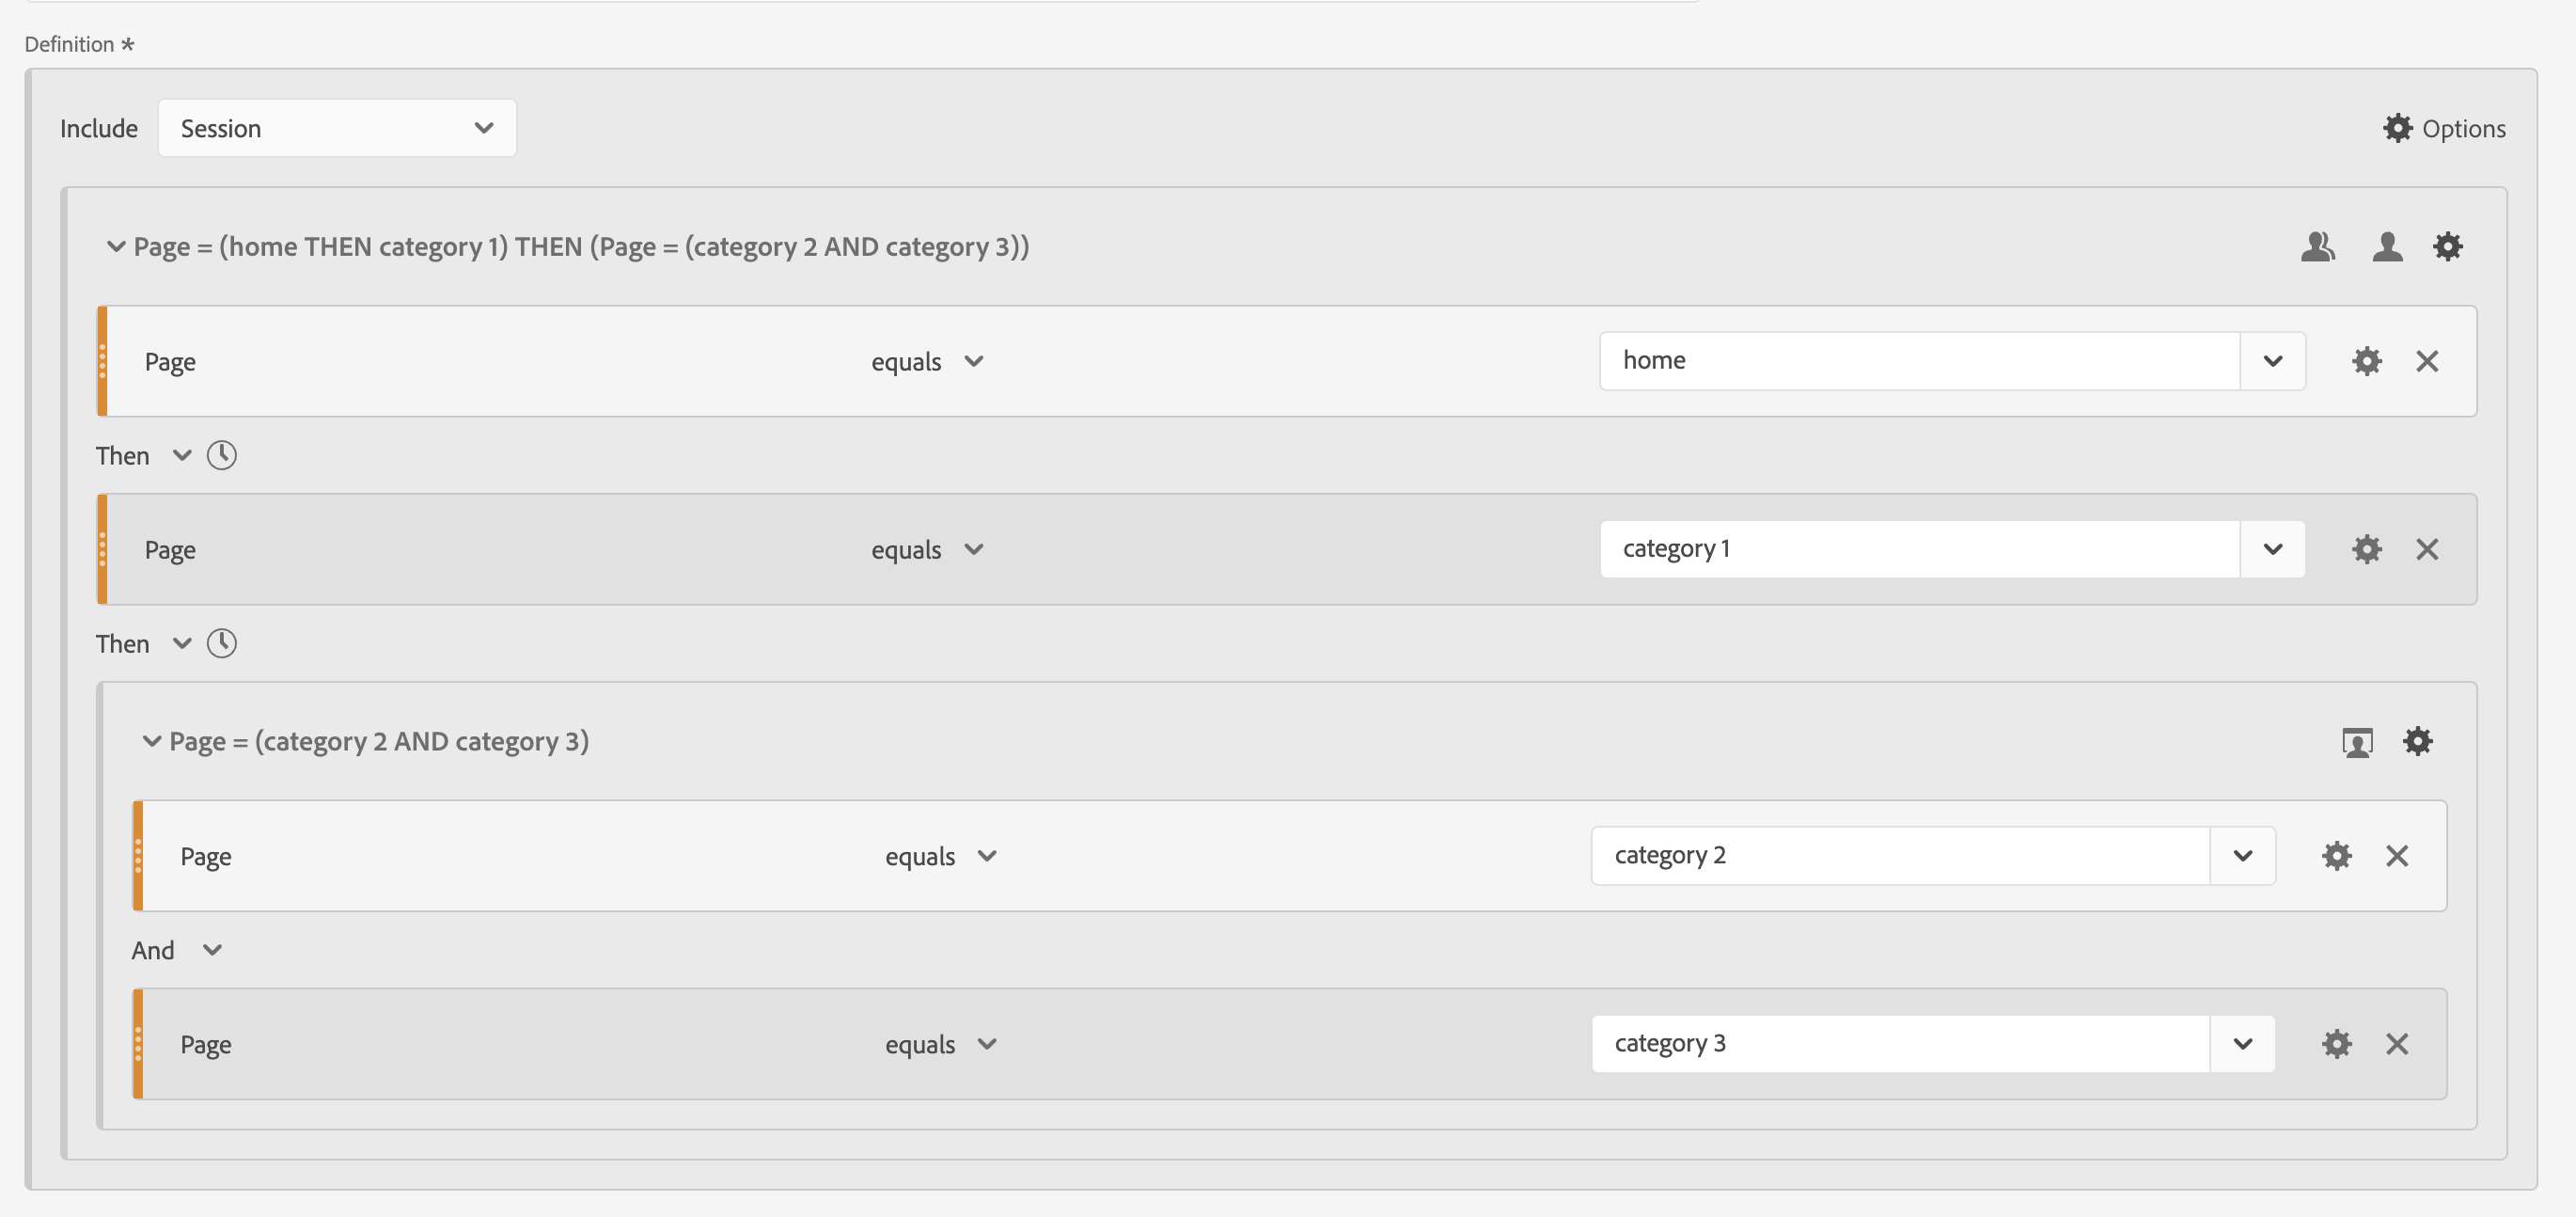 Definition *
Include Session Options
Page = (home THEN category 1) THEN (Page = (category 2 AND category 3))
Page equals home
Then
Page equals category 1
Then
Page = (category 2 AND category 3)
Page equals category 2
And
Page equals category 3